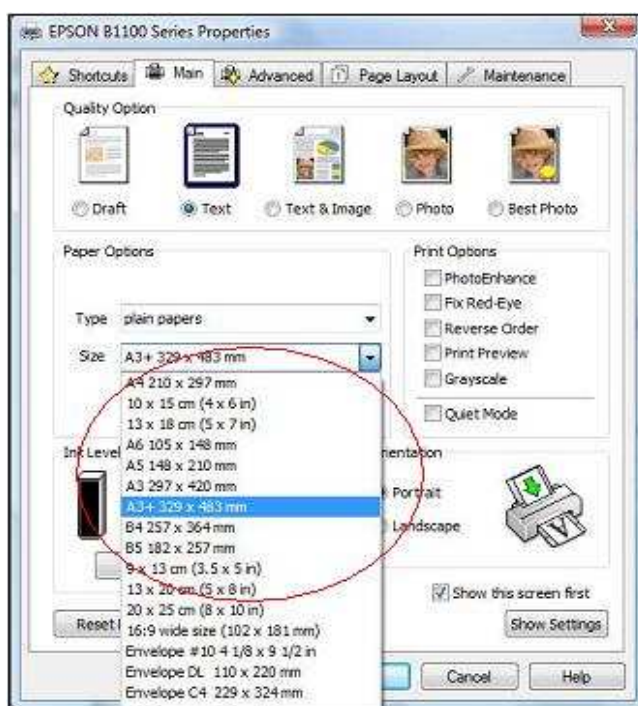 EPSON B1100 Series Properties
Shortcuts Main Advanced Page Layout Maintenance
Quality Option
Draft Text Text & Image Photo Best Photo
Paper Options
Type plain papers
Size A3+ 329 x 483 mm
A4 210 x 297 mm
10 x 15 cm (4 x 6 in)
13 x 18 cm (5 x 7 in)
A6 105 x 148 mm
A5 148 x 210 mm
A3 297 x 420 mm
A3+ 329 x 483 mm
B4 257 x 364 mm
B5 182 x 257 mm
9 x 13 cm (3.5 x 5 in)
13 x 20 cm (5 x 8 in)
20 x 25 cm (8 x 10 in)
16:9 wide size (102 x 181 mm)
Envelope #10 4 1/8 x 9 1/2 in
Envelope DL 110 x 220 mm
Envelope C4 229 x 324 mm
Print Options
PhotoEnhance
Fix Red-Eye
Reverse Order
Print Preview
Grayscale
Quiet Mode
Ink Leve
entation
Portrait
Landscape
Show this screen first
Reset
Show Settings
Cancel Help